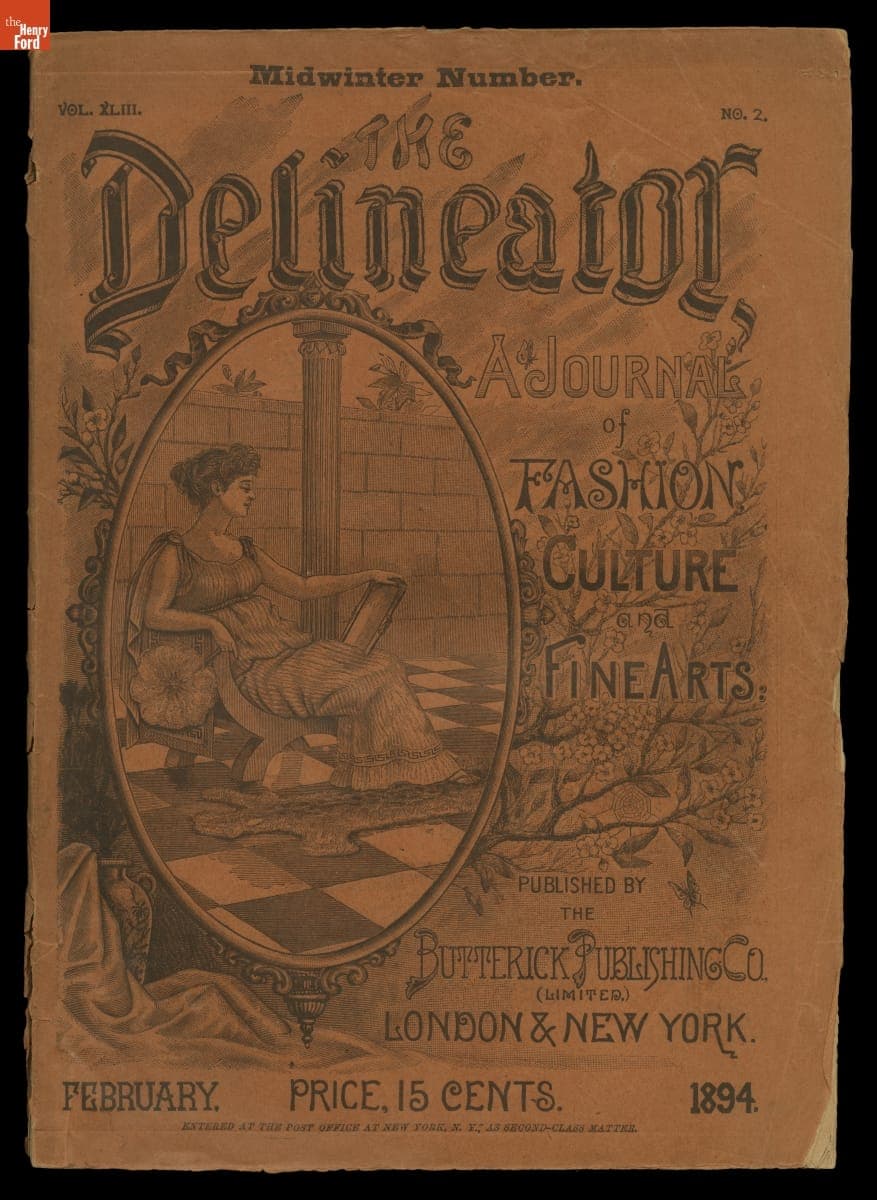 the
Henry
Ford
Midwinter Number.
VOL. XLIII.
NO. 2.
THE
Delineator,
A JOURNAL
of
FASHION,
CULTURE
and
FINE ARTS.
PUBLISHED BY
THE
BUTTERICK PUBLISHING CO.
(LIMITED.)
LONDON & NEW YORK.
FEBRUARY. PRICE, 15 CENTS. 1894.
ENTERED AT THE POST OFFICE AT NEW YORK, N. Y., AS SECOND-CLASS MATTER.